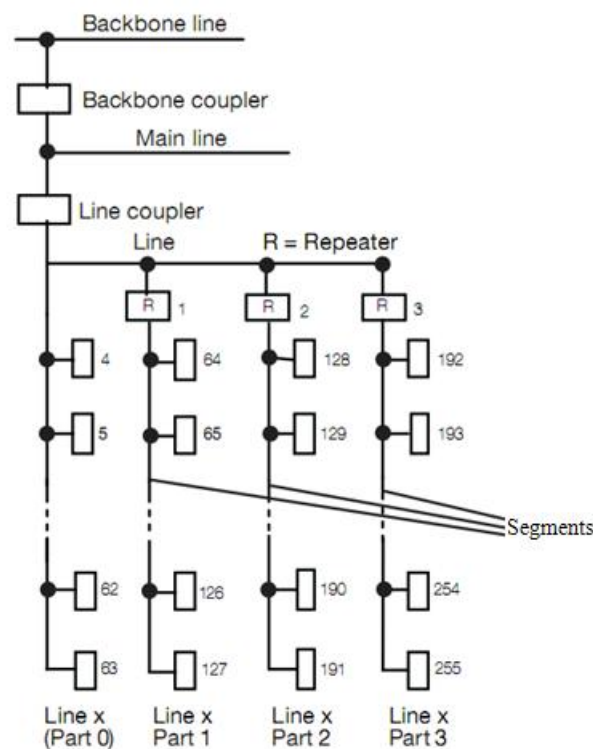 Backbone line
Backbone coupler
Main line
Line coupler
Line R = Repeater
R 1 R 2 R 3
4 64 128 192
5 65 129 193
Segments
62 126 190 254
63 127 191 255
Line x Line x Line x Line x
(Part 0) Part 1 Part 2 Part 3